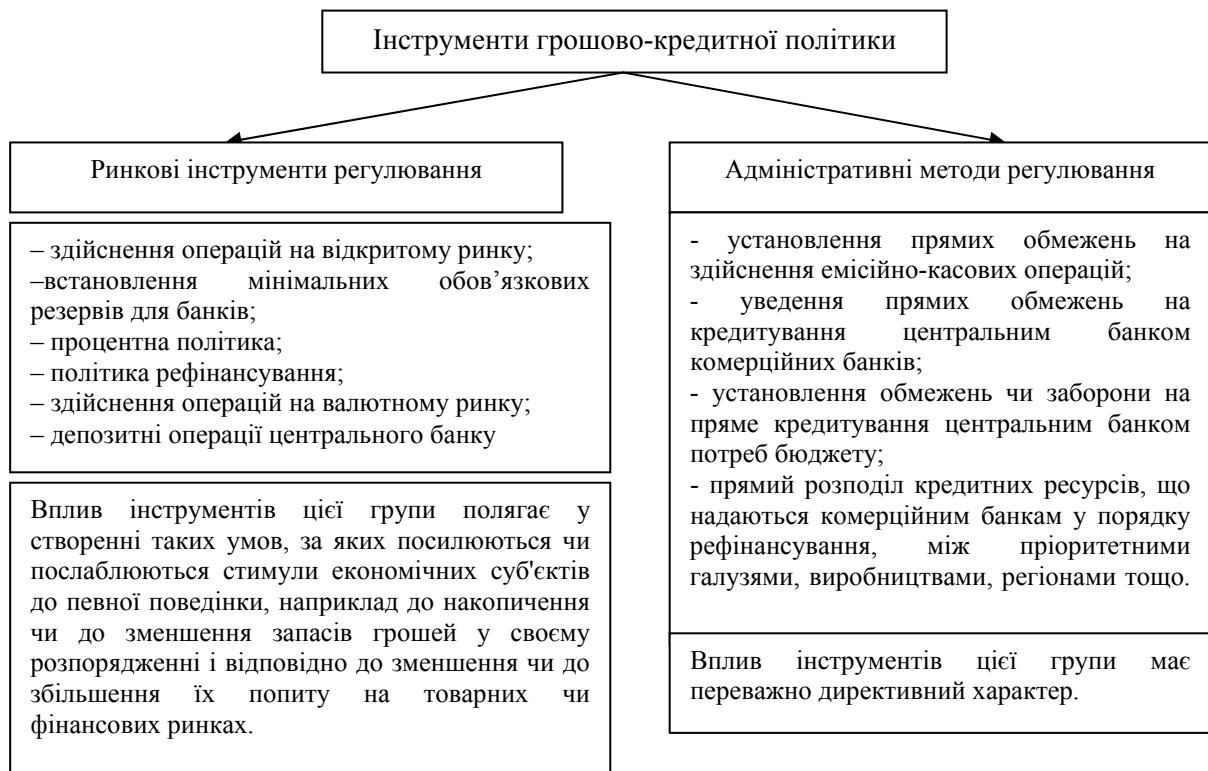 Інструменти грошово-кредитної політики
Ринкові інструменти регулювання
– здійснення операцій на відкритому ринку;
–встановлення мінімальних обов’язкових
резервів для банків;
– процентна політика;
– політика рефінансування;
– здійснення операцій на валютному ринку;
– депозитні операції центрального банку
Вплив інструментів цієї групи полягає у
створенні таких умов, за яких посилюються чи
послаблюються стимули економічних суб'єктів
до певної поведінки, наприклад до накопичення
чи до зменшення запасів грошей у своєму
розпорядженні і відповідно до зменшення чи до
збільшення їх попиту на товарних чи
фінансових ринках.
Адміністративні методи регулювання
- установлення прямих обмежень на
здійснення емісійно-касових операцій;
- уведення прямих обмежень на
кредитування центральним банком
комерційних банків;
- установлення обмежень чи заборони на
пряме кредитування центральним банком
потреб бюджету;
- прямий розподіл кредитних ресурсів, що
надаються комерційним банкам у порядку
рефінансування, між пріоритетними
галузями, виробництвами, регіонами тощо.
Вплив інструментів цієї групи має
переважно директивний характер.